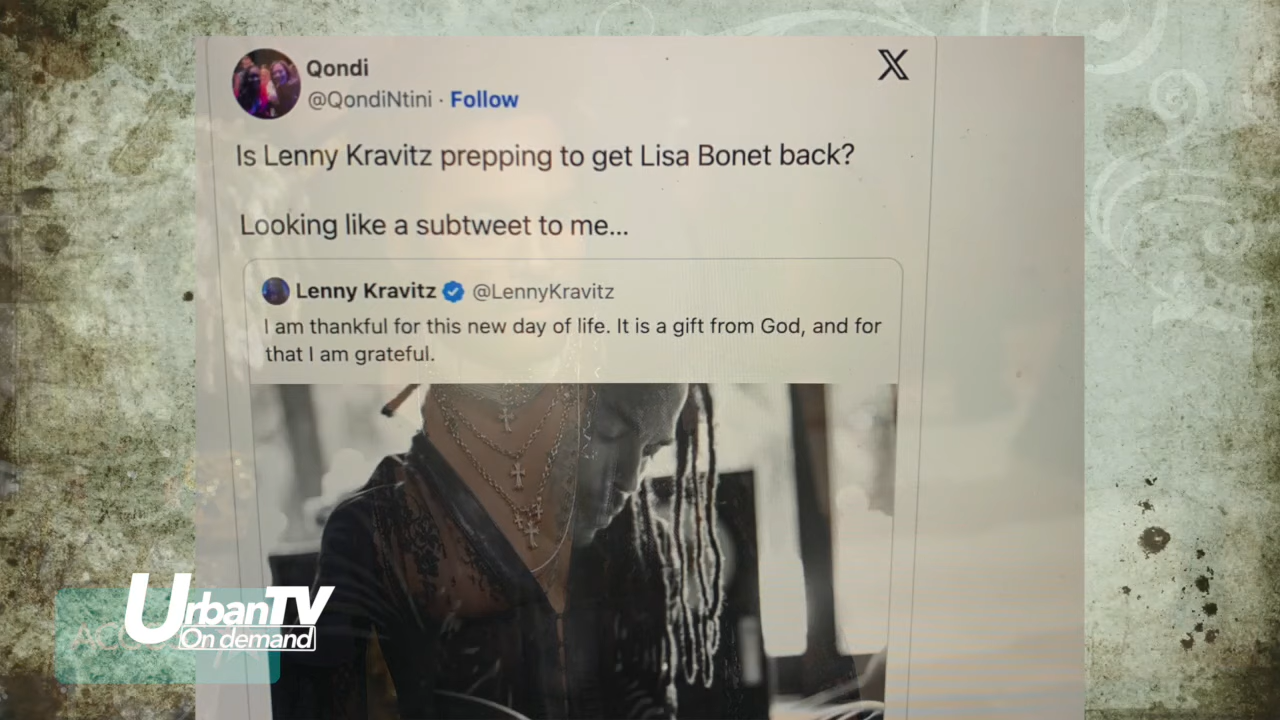 Qondi
@QondiNtini · Follow
Is Lenny Kravitz prepping to get Lisa Bonet back?
Looking like a subtweet to me...
Lenny Kravitz @LennyKravitz
I am thankful for this new day of life. It is a gift from God, and for
that I am grateful.
UrbanTV
On demand